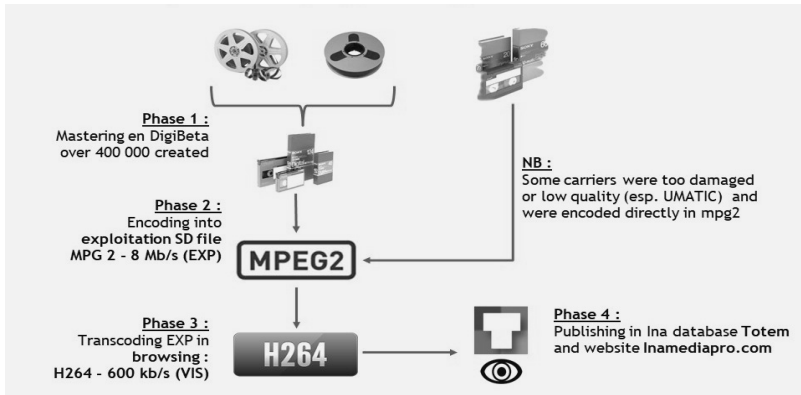 Phase 1 :
Mastering en DigiBeta
over 400 000 created
NB :
Some carriers were too damaged
or low quality (esp. UMATIC) and
were encoded directly in mpg2
Phase 2 :
Encoding into
exploitation SD file
MPG 2 - 8 Mb/s (EXP)
MPEG2
Phase 3 :
Transcoding EXP in
browsing :
H264 - 600 kb/s (VIS)
H264
Phase 4 :
Publishing in Ina database Totem
and website Inamediapro.com